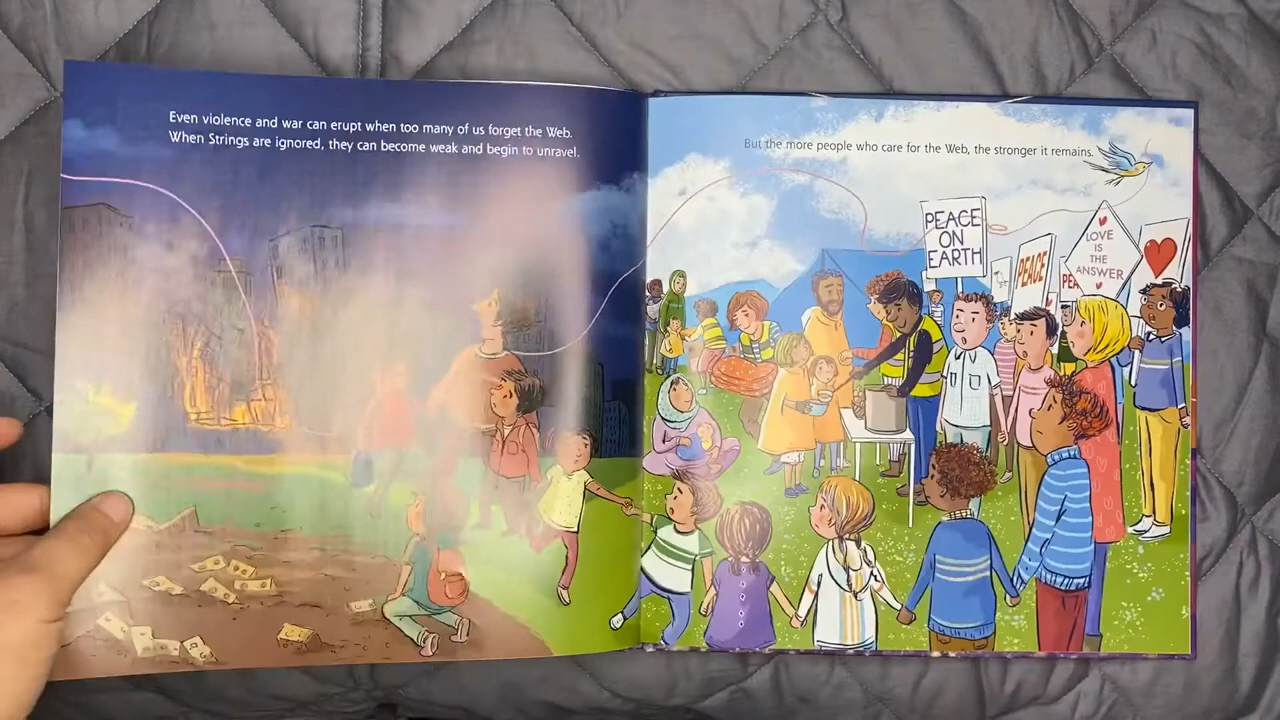 Even violence and war can erupt when too many of us forget the Web.
When Strings are ignored, they can become weak and begin to unravel.
But the more people who care for the Web, the stronger it remains.
PEACE
ON
EARTH
PEACE
PEA
LOVE
IS
THE
ANSWER